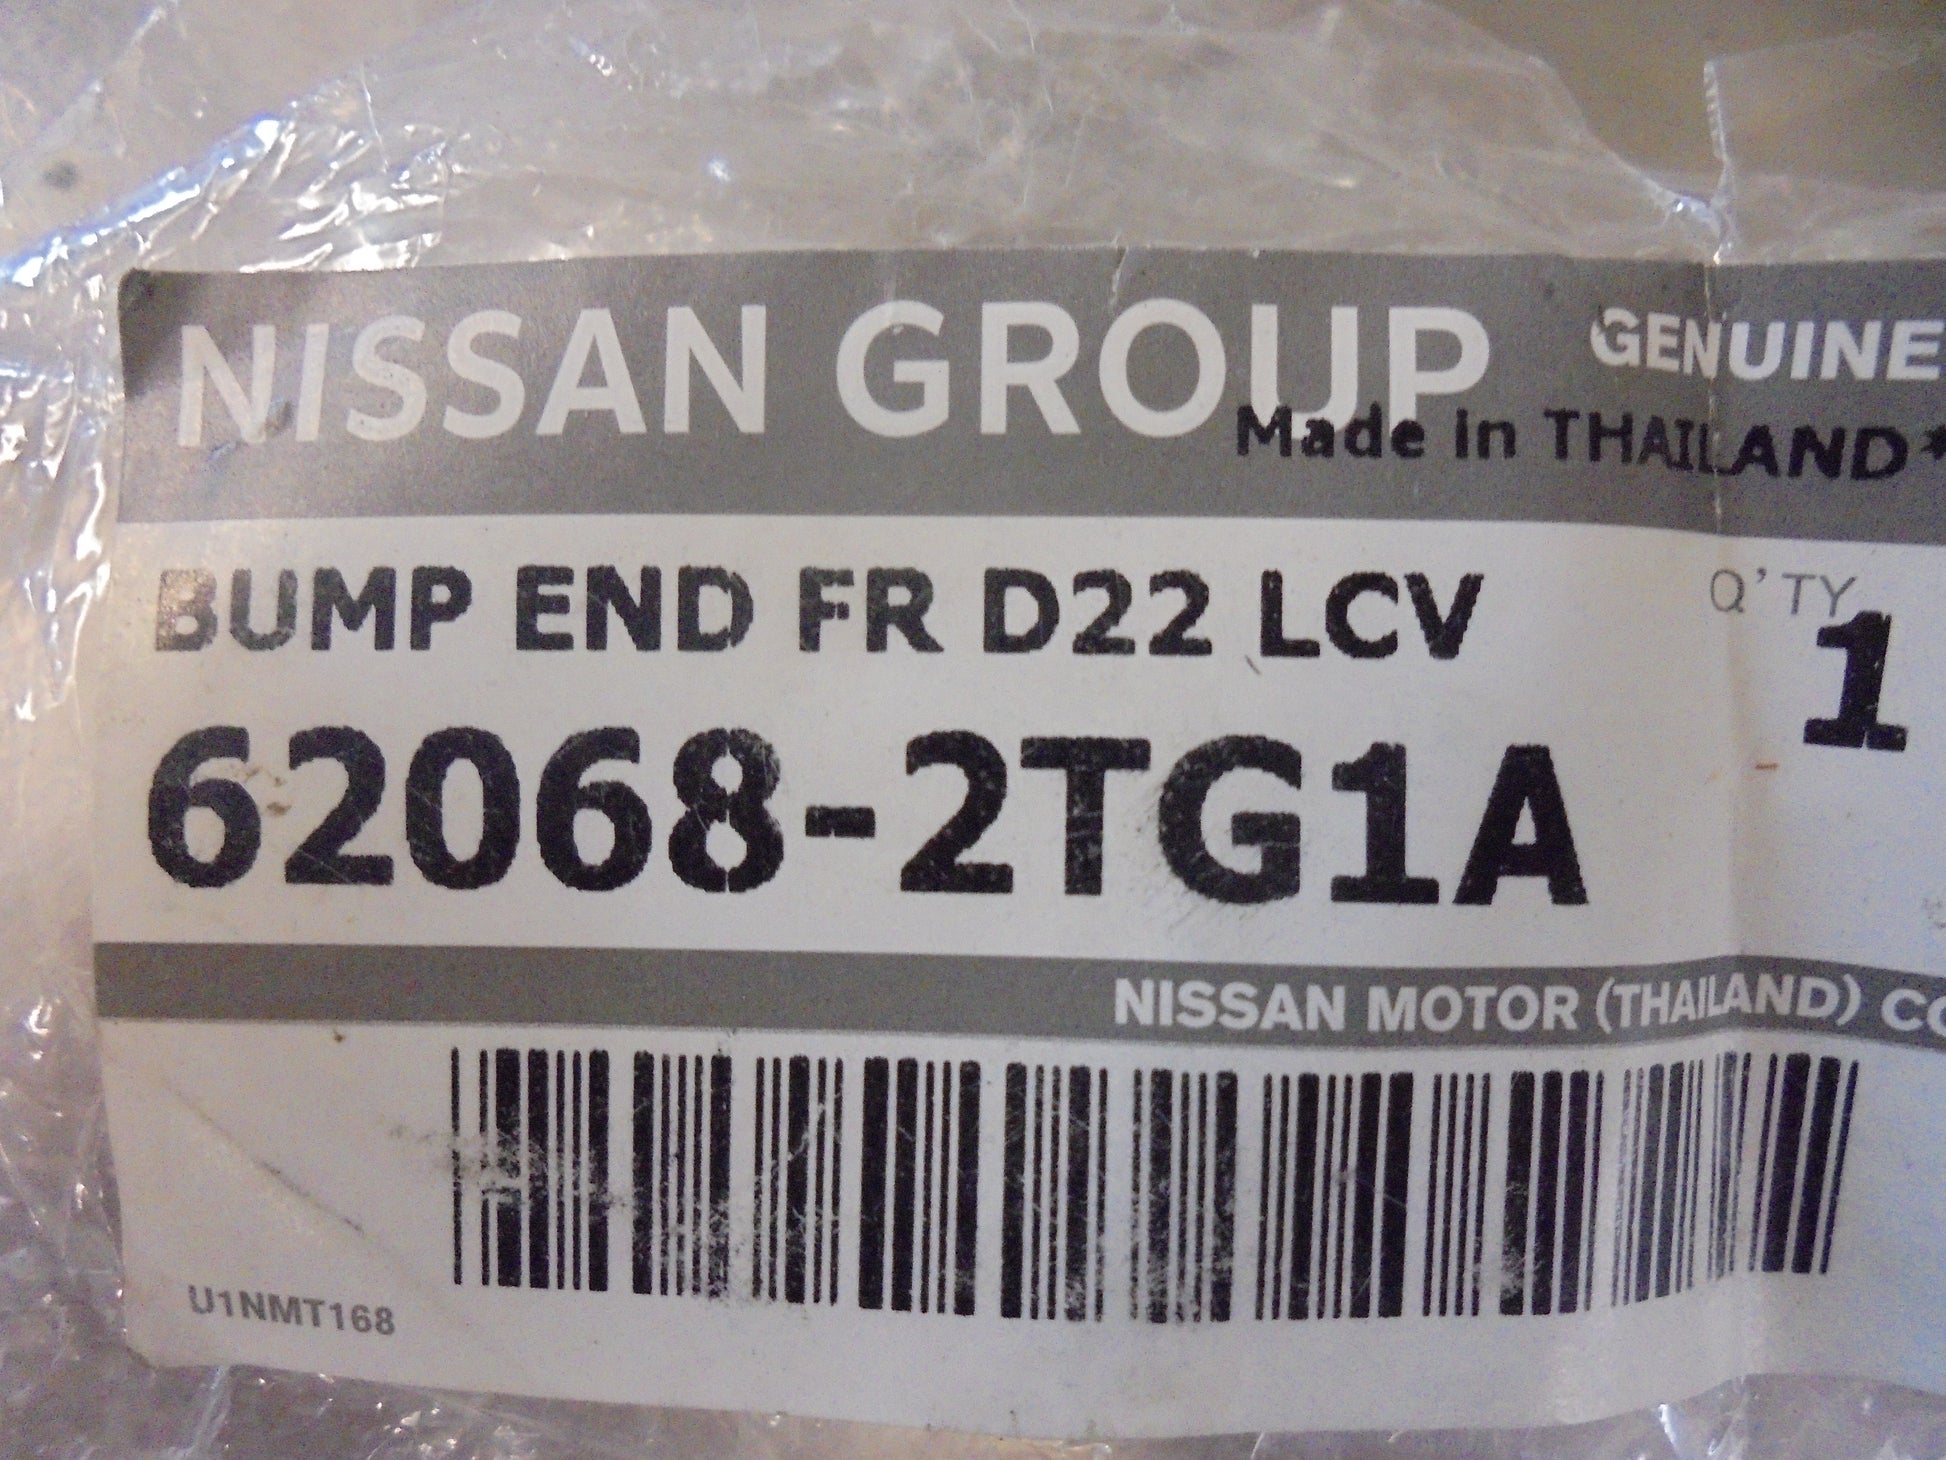 NISSAN GROUP GENUINE
Made in THAILAND*
BUMP END FR D22 LCV
Q'TY
1
62068-2TG1A
NISSAN MOTOR (THAILAND) CO
U1NMT168